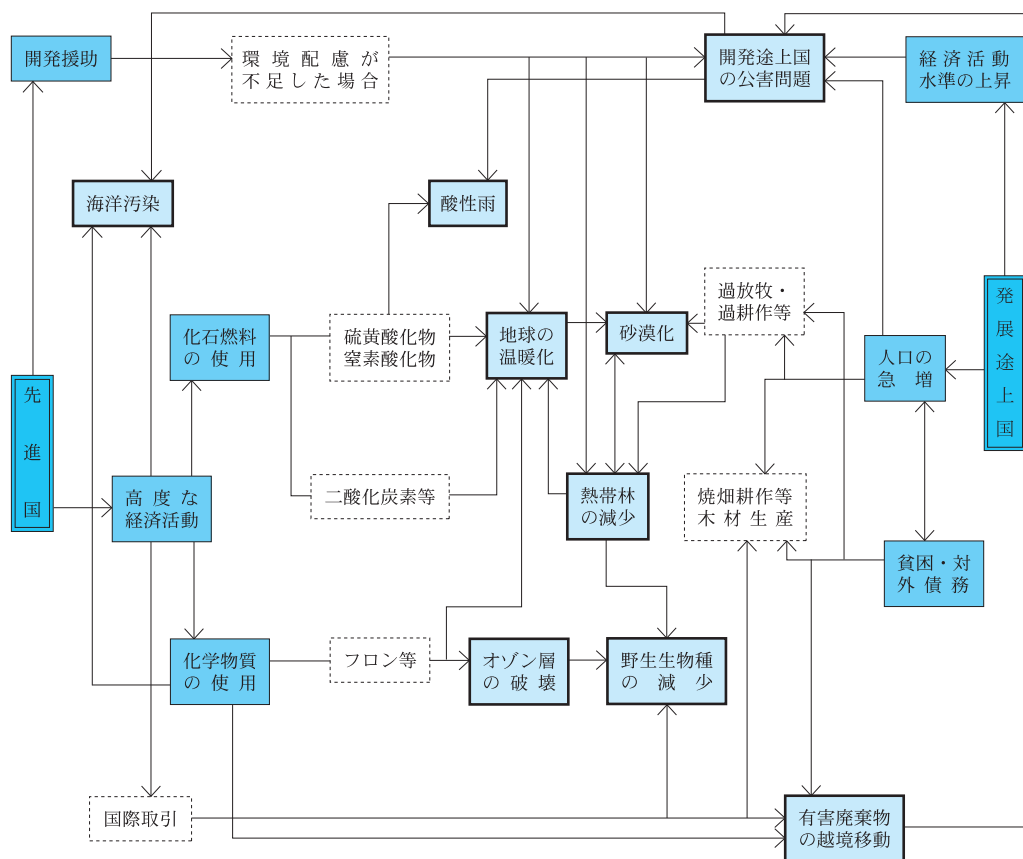 開発援助
環境配慮が
不足した場合
開発途上国
の公害問題
経済活動
水準の上昇
海洋汚染
酸性雨
過放牧・
過耕作等
発展途上国
化石燃料
の使用
硫黄酸化物
窒素酸化物
地球の
温暖化
砂漠化
人口の
急増
先進国
高度な
経済活動
二酸化炭素等
熱帯林
の減少
焼畑耕作等
木材生産
貧困・対
外債務
化学物質
の使用
フロン等
オゾン層
の破壊
野生生物種
の減少
国際取引
有害廃棄物
の越境移動